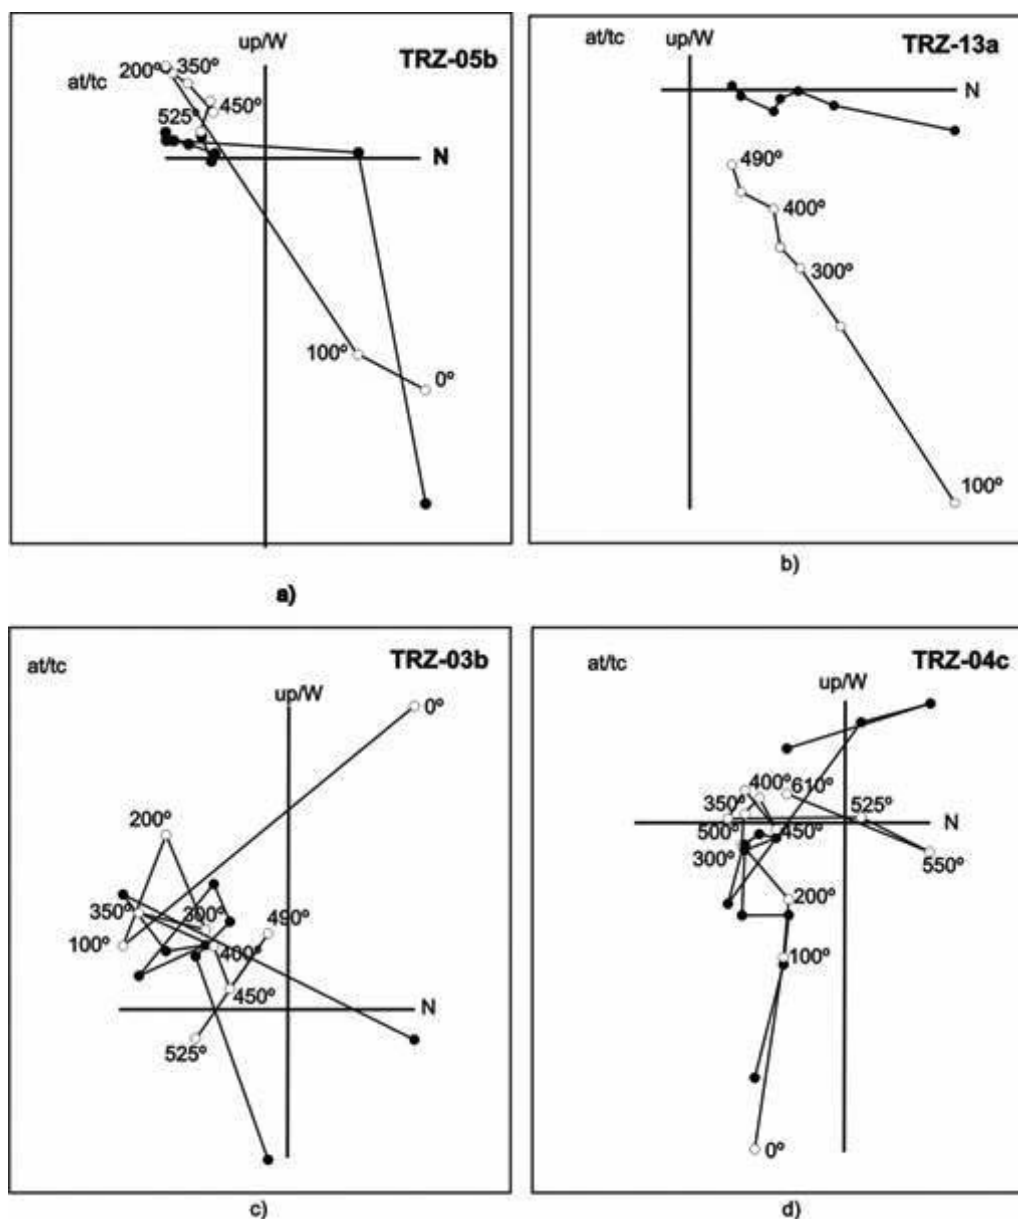 up/W
TRZ-05b
at/tc
200º 350º
450º
525º
N
100º
0º
a)
at/tc
up/W
TRZ-13a
N
490º
400º
300º
100º
b)
at/tc
TRZ-03b
up/W
0º
200º
350º
300º
490º
100º
400º
450º
N
525º
c)
at/tc
TRZ-04c
up/W
400º 610º
350º
525º
N
500º
450º
300º
550º
200º
100º
0º
d)